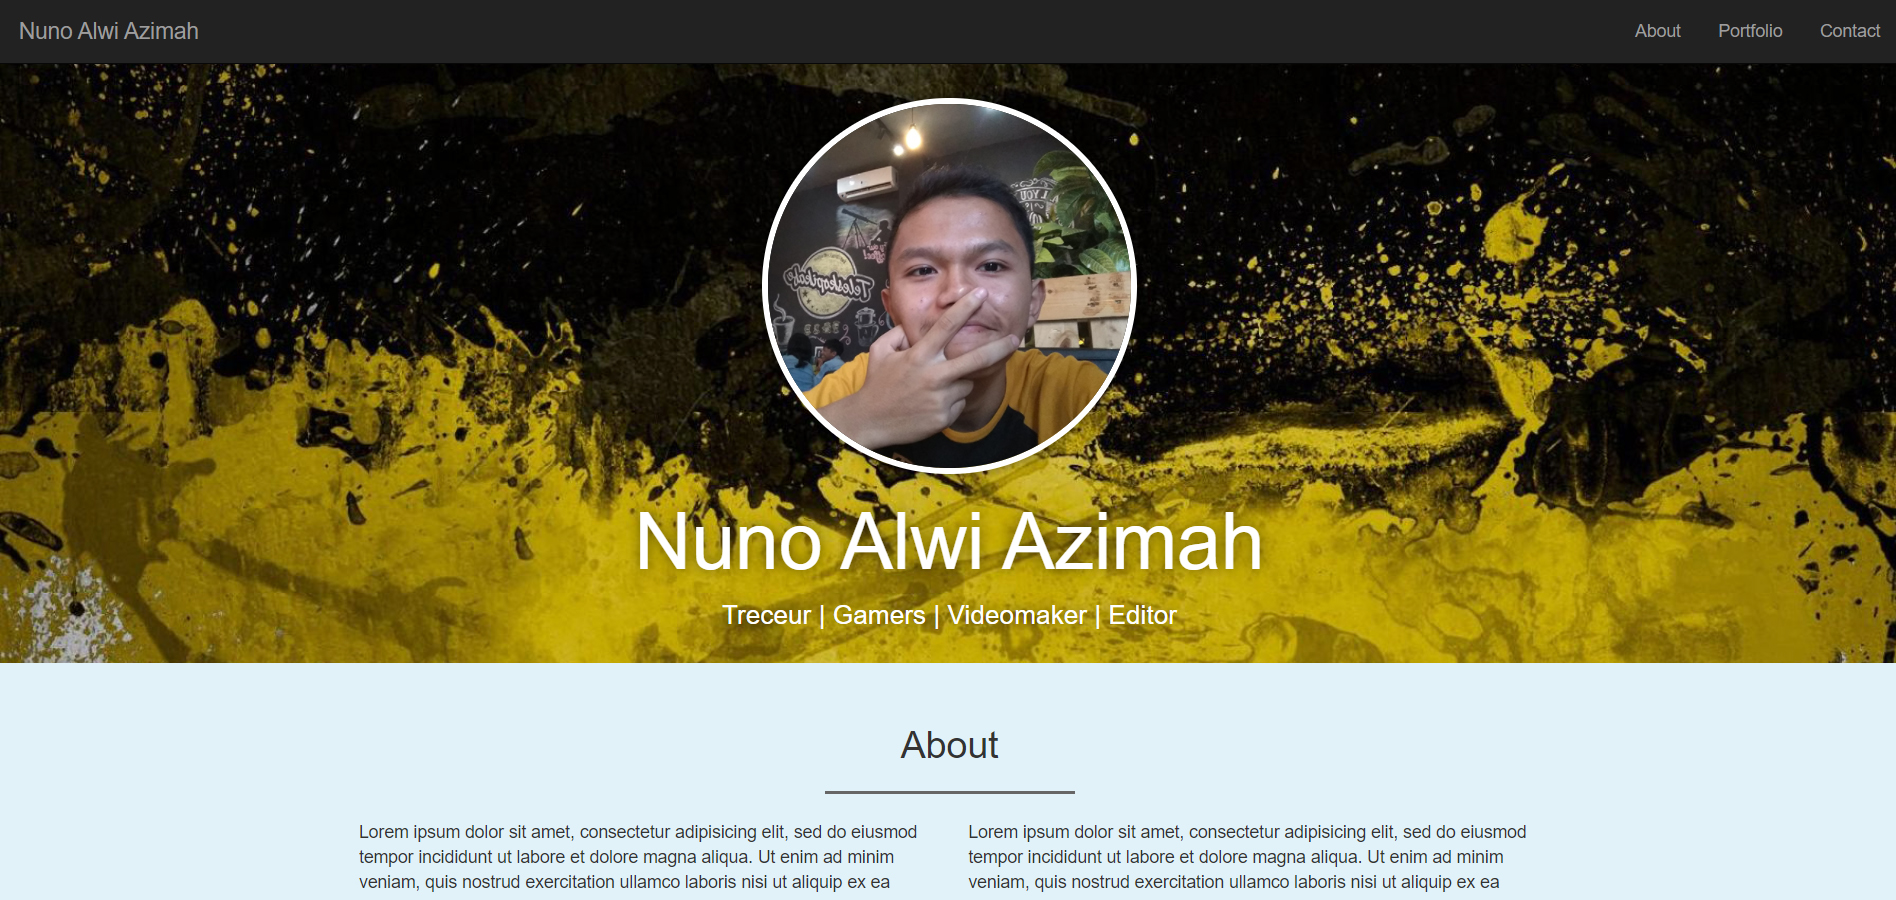 Nuno Alwi Azimah
About Portfolio Contact
Teleskopikofie
Nuno Alwi Azimah
Treceur | Gamers | Videomaker | Editor
About
Lorem ipsum dolor sit amet, consectetur adipisicing elit, sed do eiusmod
tempor incididunt ut labore et dolore magna aliqua. Ut enim ad minim
veniam, quis nostrud exercitation ullamco laboris nisi ut aliquip ex ea
Lorem ipsum dolor sit amet, consectetur adipisicing elit, sed do eiusmod
tempor incididunt ut labore et dolore magna aliqua. Ut enim ad minim
veniam, quis nostrud exercitation ullamco laboris nisi ut aliquip ex ea